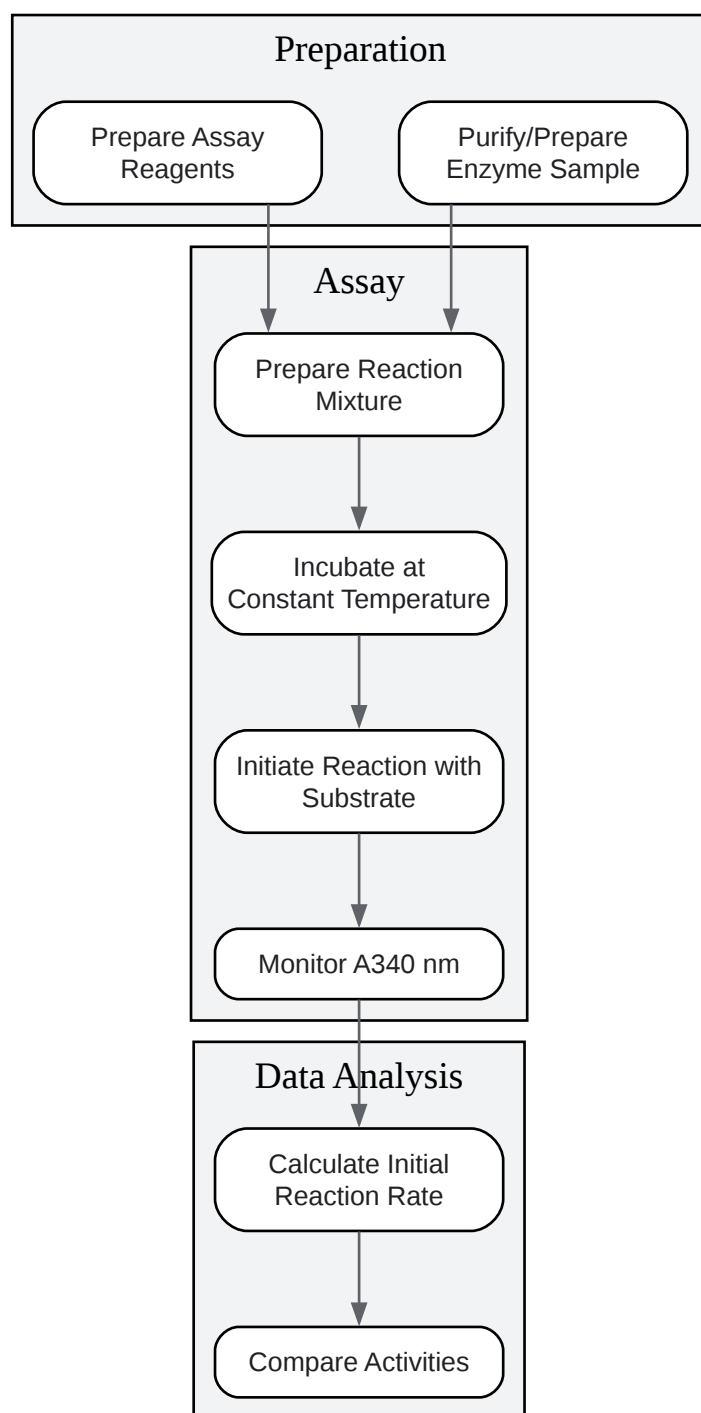 Preparation
Prepare Assay
Reagents
Purify/Prepare
Enzyme Sample
Assay
Prepare Reaction
Mixture
Incubate at
Constant Temperature
Initiate Reaction with
Substrate
Monitor A340 nm
Data Analysis
Calculate Initial
Reaction Rate
Compare Activities